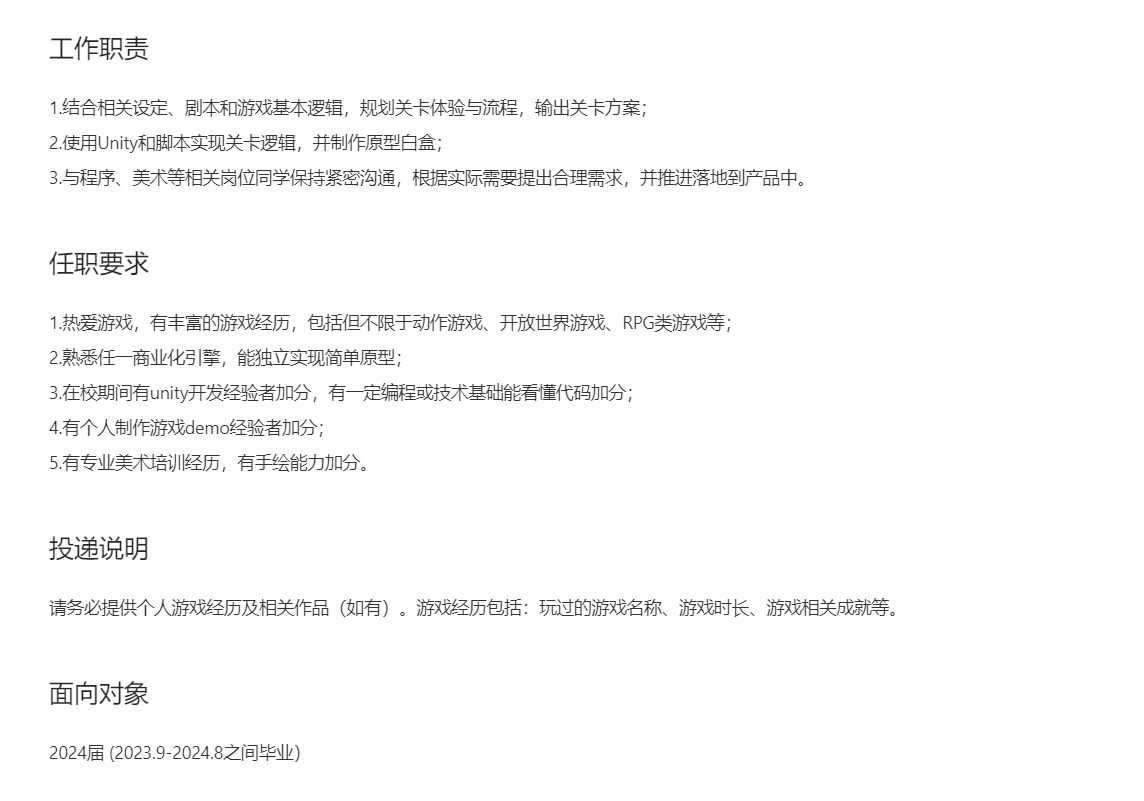 工作职责
1.结合相关设定、剧本和游戏基本逻辑，规划关卡体验与流程，输出关卡方案；
2.使用Unity和脚本实现关卡逻辑，并制作原型白盒；
3.与程序、美术等相关岗位同学保持紧密沟通，根据实际需要提出合理需求，并推进落地到产品中。
任职要求
1.热爱游戏，有丰富的游戏经历，包括但不限于动作游戏、开放世界游戏、RPG类游戏等；
2.熟悉任一商业化引擎，能独立实现简单原型；
3.在校期间有unity开发经验者加分，有一定编程或技术基础能看懂代码加分；
4.有个人制作游戏demo经验者加分；
5.有专业美术培训经历，有手绘能力加分。
投递说明
请务必提供个人游戏经历及相关作品（如有）。游戏经历包括：玩过的游戏名称、游戏时长、游戏相关成就等。
面向对象
2024届 (2023.9-2024.8之间毕业)